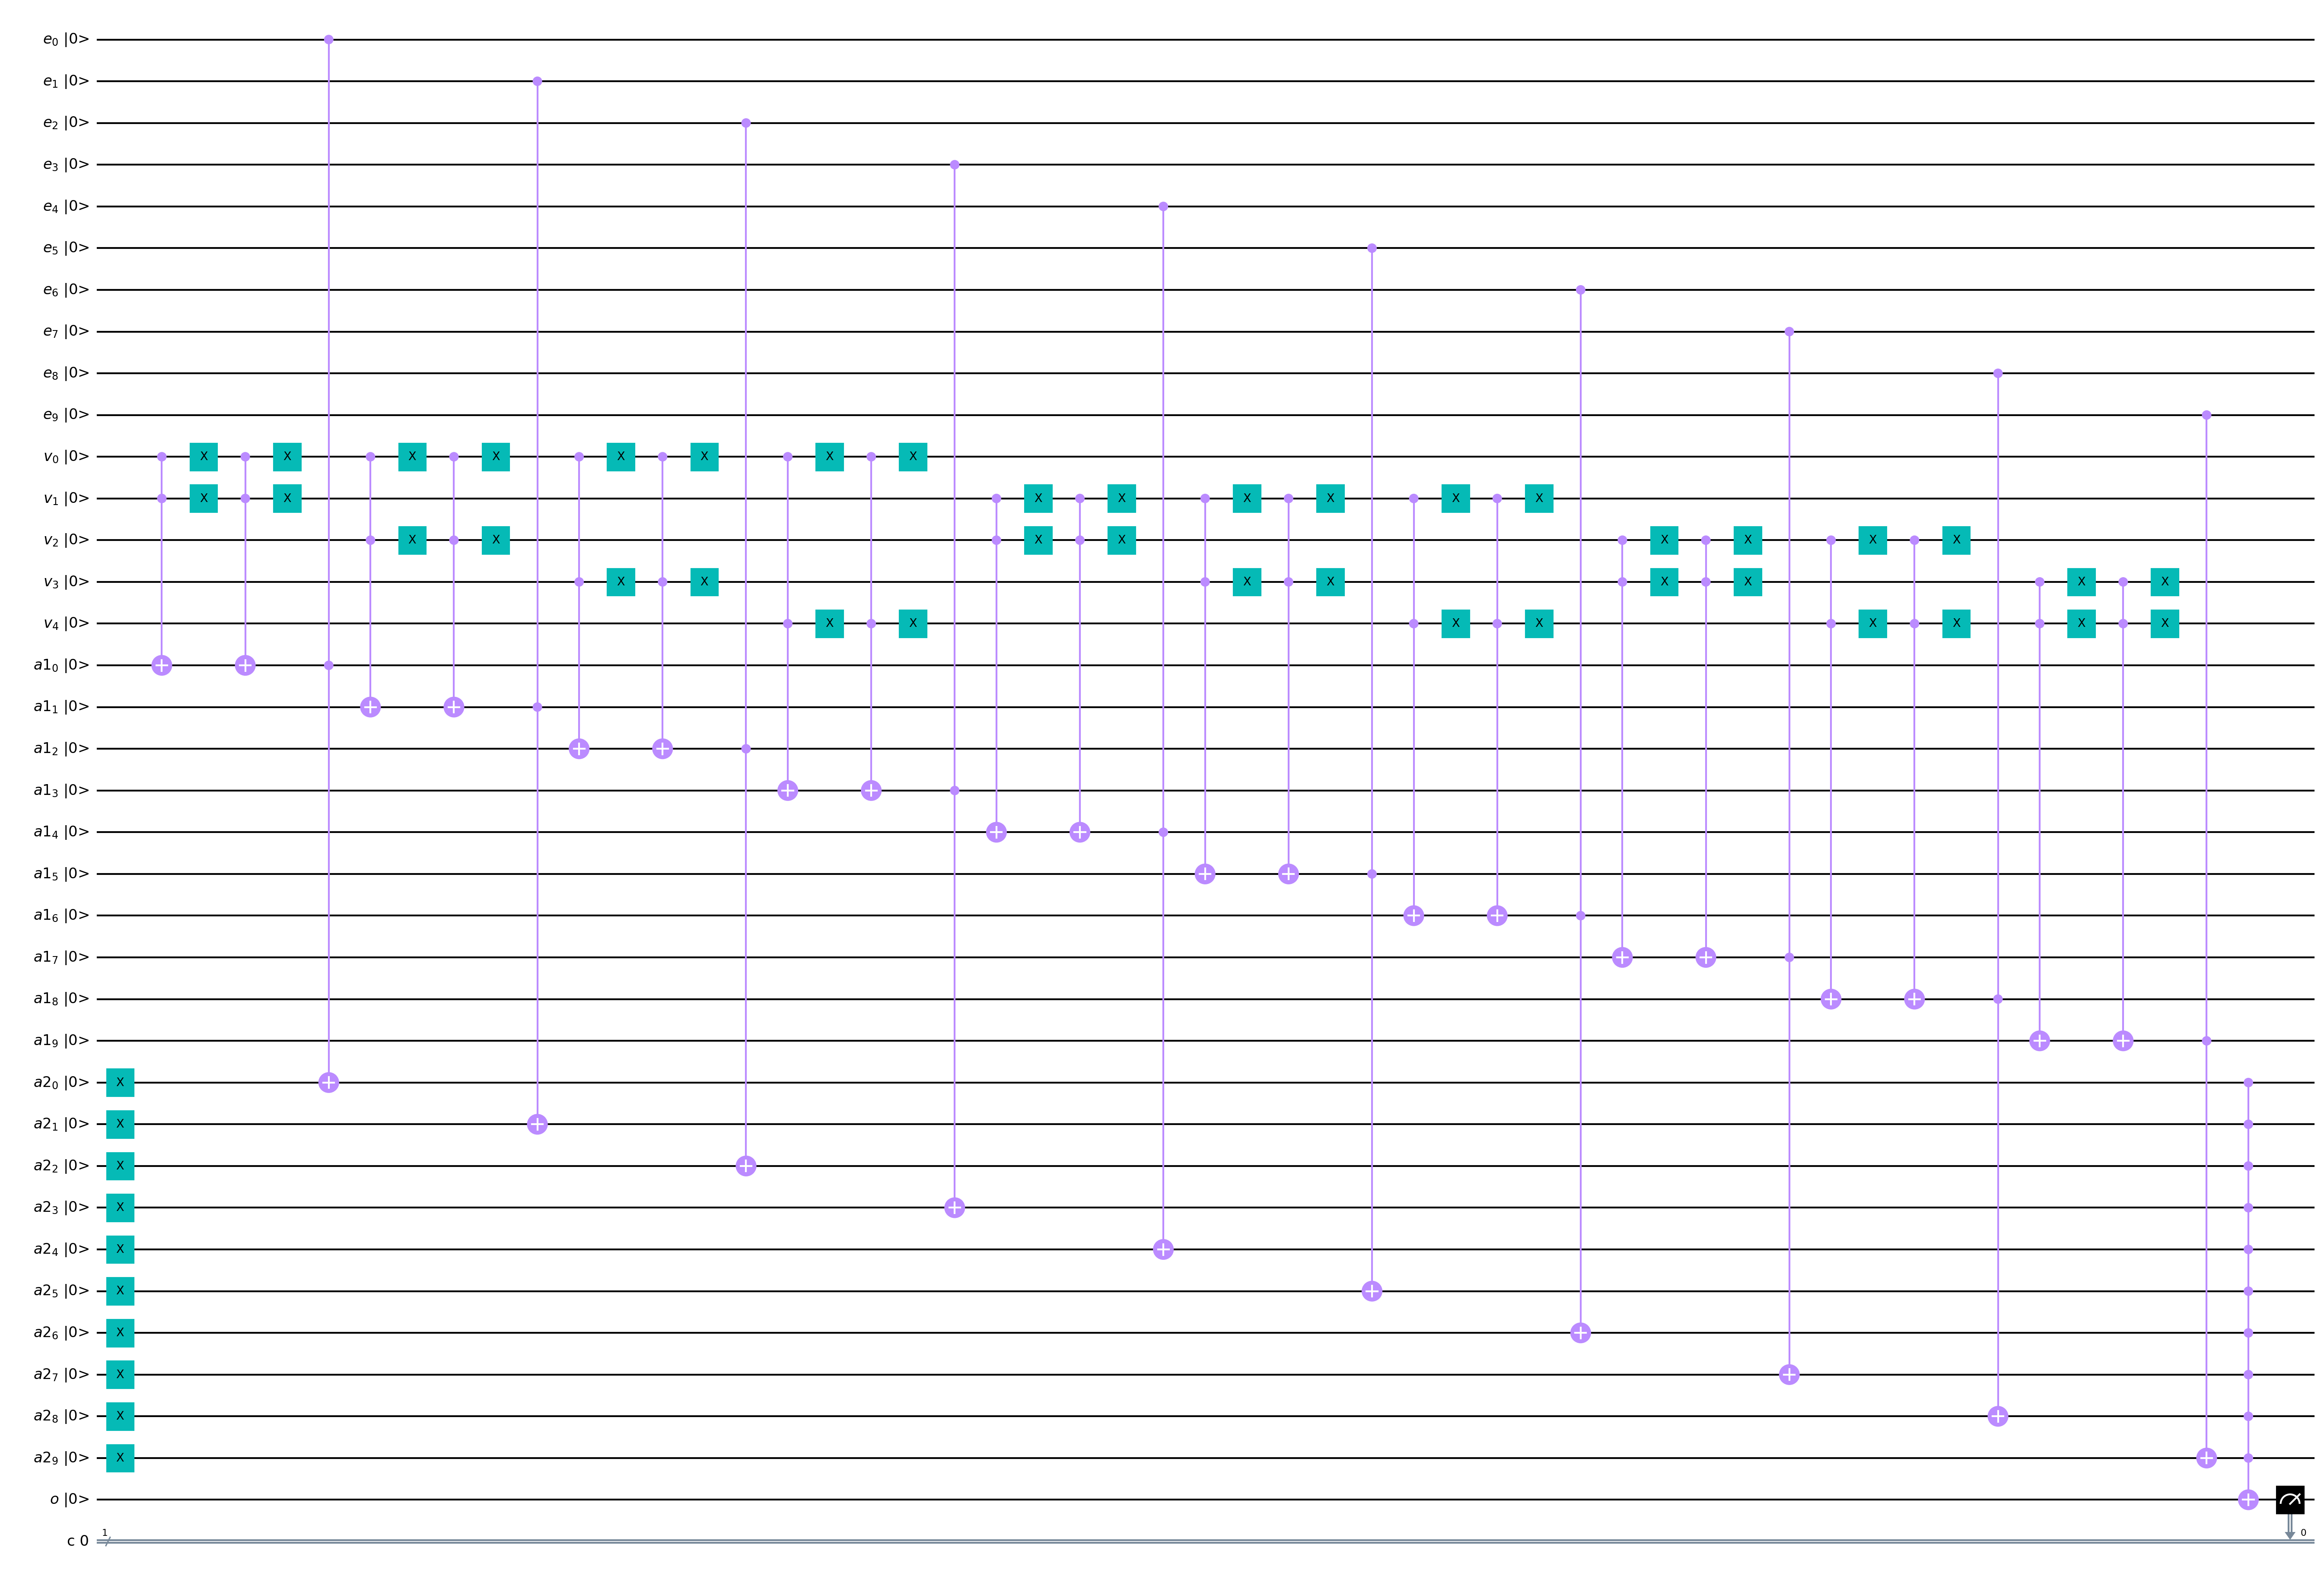 e0 |0>
e1 |0>
e2 |0>
e3 |0>
e4 |0>
e5 |0>
e6 |0>
e7 |0>
e8 |0>
e9 |0>
v0 |0> X X X X X X X X
v1 |0> X X X X X X X X
v2 |0> X X X X X X X X
v3 |0> X X X X X X X X
v4 |0> X X X X X X X X
a10 |0>
a11 |0>
a12 |0>
a13 |0>
a14 |0>
a15 |0>
a16 |0>
a17 |0>
a18 |0>
a19 |0>
a20 |0> X
a21 |0> X
a22 |0> X
a23 |0> X
a24 |0> X
a25 |0> X
a26 |0> X
a27 |0> X
a28 |0> X
a29 |0> X
o |0>
c 0 1 0